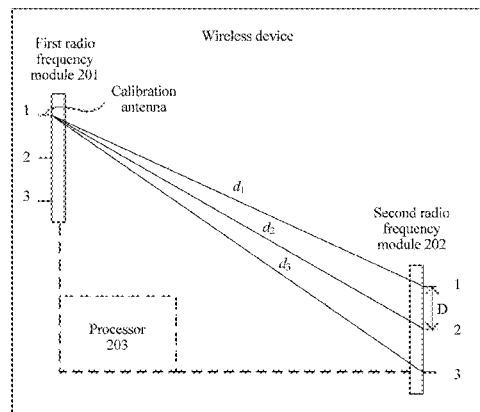 Wireless device
First radio
frequency
module 201
Calibration
antenna
1
2
3
d1
d2
d3
Second radio
frequency
module 202
1
D
2
3
Processor
203